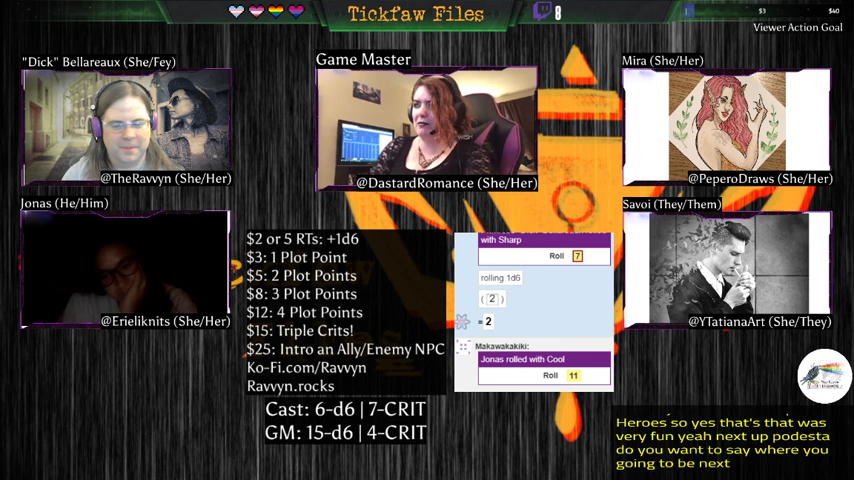 Tickfaw Files
8
$3
$40
Viewer Action Goal
"Dick" Bellareaux (She/Fey)
Game Master
Mira (She/Her)
@TheRavvyn (She/Her)
@DastardRomance (She/Her)
@PeperoDraws (She/Her)
Jonas (He/Him)
Savoi (They/Them)
@Erieliknits (She/Her)
@YTatianaArt (She/They)
$2 or 5 RTs: +1d6
$3: 1 Plot Point
$5: 2 Plot Points
$8: 3 Plot Points
$12: 4 Plot Points
$15: Triple Crits!
$25: Intro an Ally/Enemy NPC
Ko-Fi.com/Ravvyn
Ravvyn.rocks
Cast: 6-d6 | 7-CRIT
GM: 15-d6 | 4-CRIT
with Sharp
Roll 7
rolling 1d6
(2)
=2
Makawakakiki:
Jonas rolled with Cool
Roll 11
Heroes so yes that's that was
very fun yeah next up podesta
do you want to say where you
going to be next